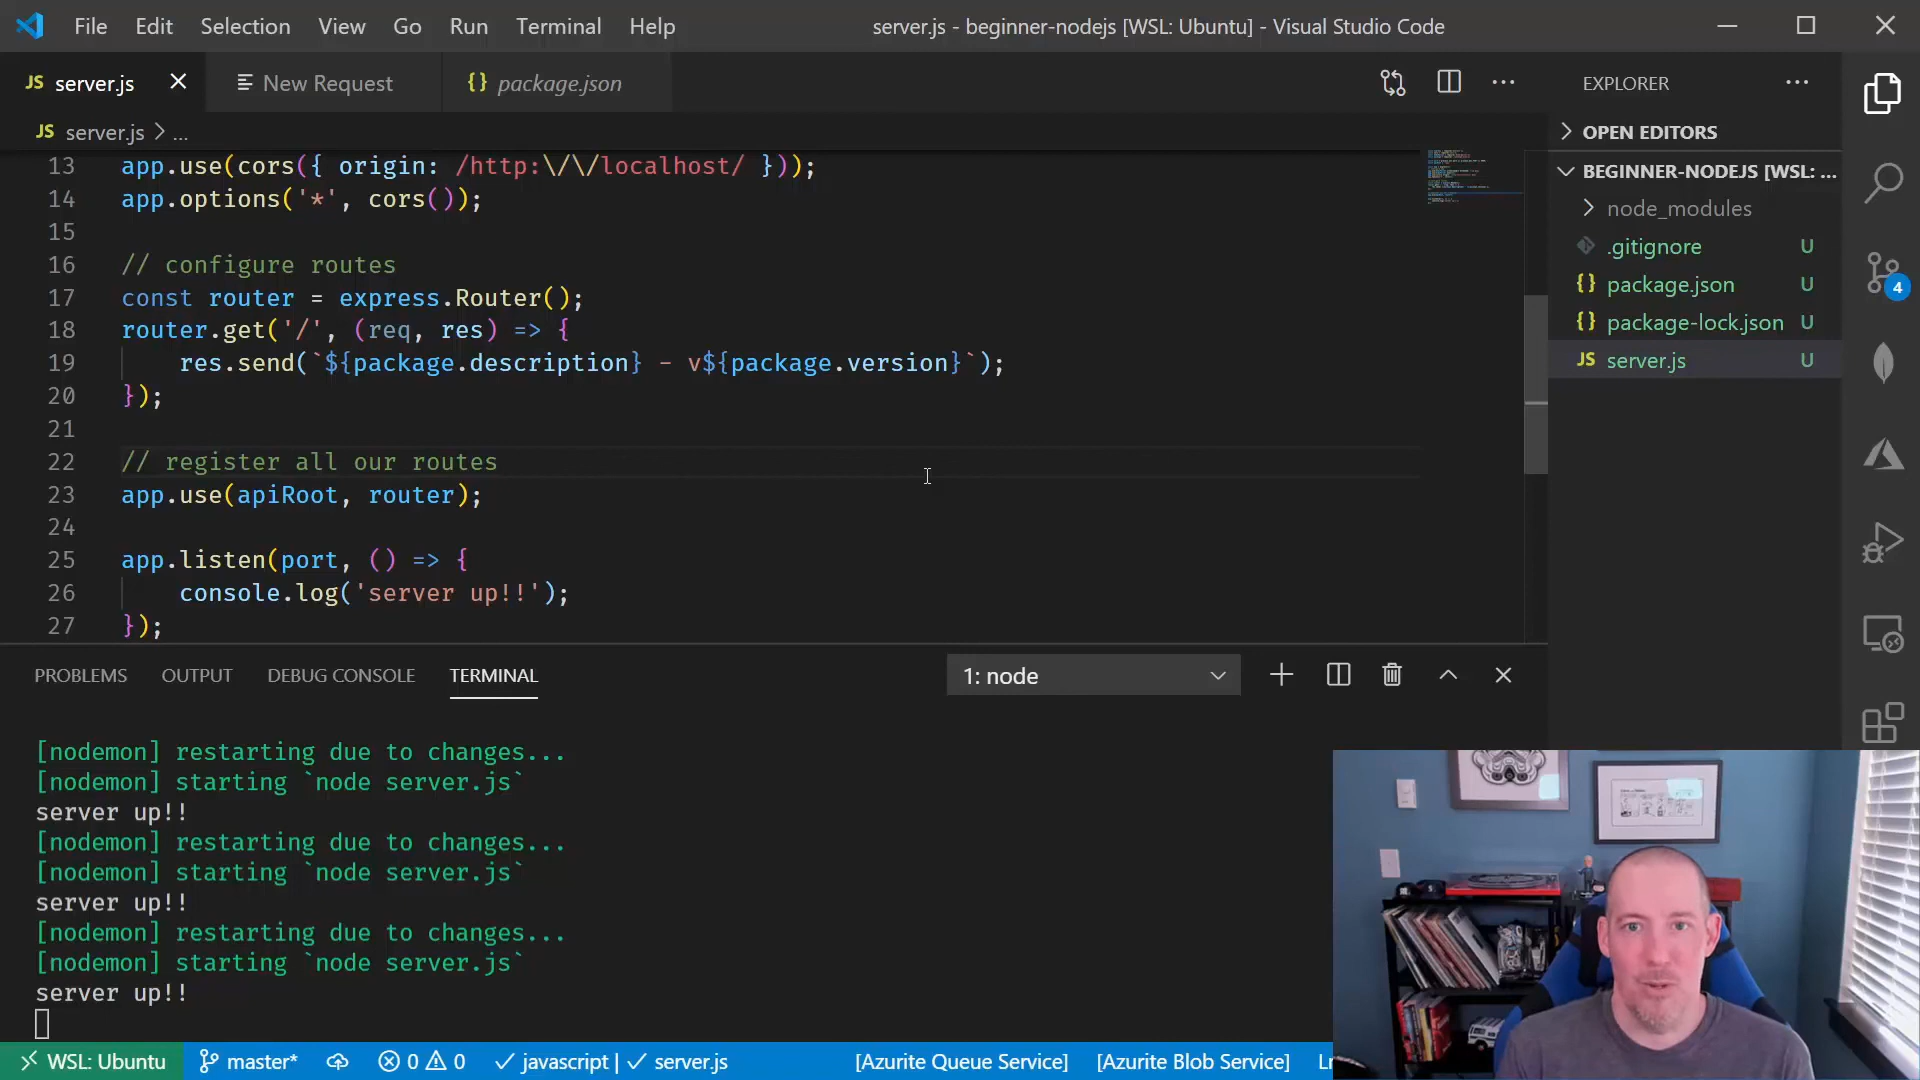 File Edit Selection View Go Run Terminal Help
server.js - beginner-nodejs [WSL: Ubuntu] - Visual Studio Code
JS server.js
New Request
{} package.json
JS server.js > ...
13 app.use(cors({ origin: /http:\/\/localhost/ }));
14 app.options('*', cors());
15
16 // configure routes
17 const router = express.Router();
18 router.get('/', (req, res) => {
19 res.send(`${package.description} - v${package.version}`);
20 });
21
22 // register all our routes
23 app.use(apiRoot, router);
24
25 app.listen(port, () => {
26 console.log('server up!!');
27 });
EXPLORER
OPEN EDITORS
BEGINNER-NODEJS [WSL: ...
node_modules
.gitignore U
{} package.json U
{} package-lock.json U
JS server.js U
4
PROBLEMS OUTPUT DEBUG CONSOLE TERMINAL
1: node
[nodemon] restarting due to changes...
[nodemon] starting `node server.js`
server up!!
[nodemon] restarting due to changes...
[nodemon] starting `node server.js`
server up!!
[nodemon] restarting due to changes...
[nodemon] starting `node server.js`
server up!!
WSL: Ubuntu master* 0 0 javascript | server.js [Azurite Queue Service] [Azurite Blob Service]